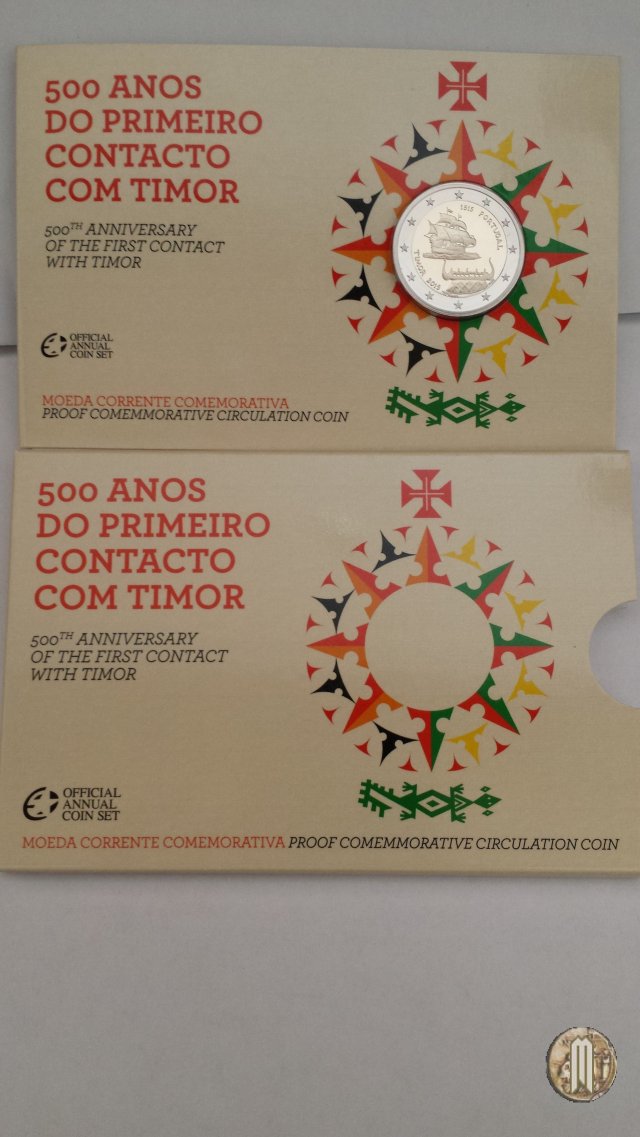 500 ANOS
DO PRIMEIRO
CONTACTO
COM TIMOR
500TH ANNIVERSARY
OF THE FIRST CONTACT
WITH TIMOR
1515 PORTUGAL
TIMOR 2015
OFFICIAL
ANNUAL
COIN SET
MOEDA CORRENTE COMEMORATIVA
PROOF COMEMMORATIVE CIRCULATION COIN
500 ANOS
DO PRIMEIRO
CONTACTO
COM TIMOR
500TH ANNIVERSARY
OF THE FIRST CONTACT
WITH TIMOR
OFFICIAL
ANNUAL
COIN SET
MOEDA CORRENTE COMEMORATIVA PROOF COMEMMORATIVE CIRCULATION COIN
M